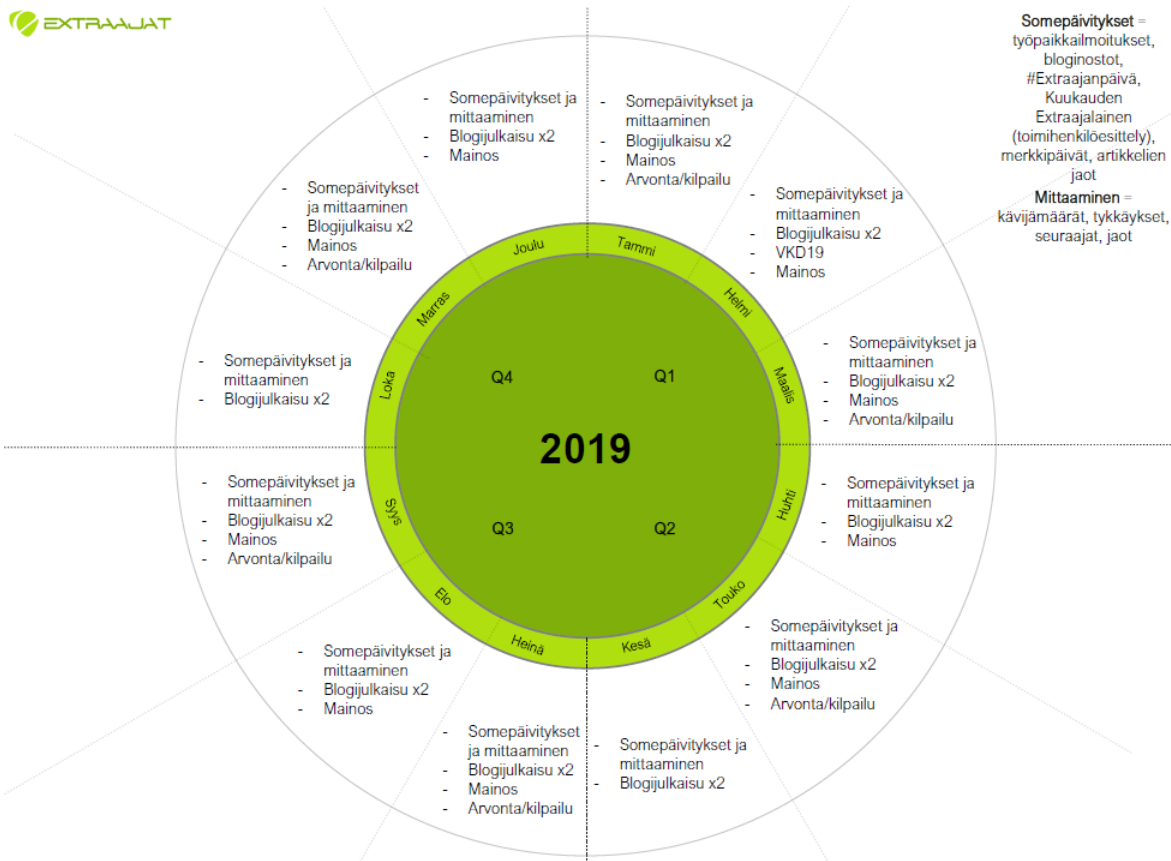 EXTRAAJAT
Somepäivitykset =
työpaikkailmoitukset,
bloginostot,
#Extraajanpäivä,
Kuukauden
Extraajalainen
(toimihenkilöesittely),
merkkipäivät, artikkelien
jaot
Mittaaminen =
kävijämäärät, tykkäykset,
seuraajat, jaot
- Somepäivitykset ja
mittaaminen
- Blogijulkaisu x2
- Mainos
- Arvonta/kilpailu
Tammi
- Somepäivitykset ja
mittaaminen
- Blogijulkaisu x2
- VKD19
- Mainos
Helmi
- Somepäivitykset ja
mittaaminen
- Blogijulkaisu x2
- Mainos
- Arvonta/kilpailu
Maalis
- Somepäivitykset ja
mittaaminen
- Blogijulkaisu x2
- Mainos
Huhti
- Somepäivitykset ja
mittaaminen
- Blogijulkaisu x2
- Mainos
- Arvonta/kilpailu
Touko
- Somepäivitykset ja
mittaaminen
- Blogijulkaisu x2
Kesä
- Somepäivitykset
ja mittaaminen
- Blogijulkaisu x2
- Mainos
- Arvonta/kilpailu
Heinä
- Somepäivitykset ja
mittaaminen
- Blogijulkaisu x2
- Mainos
Elo
- Somepäivitykset ja
mittaaminen
- Blogijulkaisu x2
- Mainos
- Arvonta/kilpailu
Syys
- Somepäivitykset ja
mittaaminen
- Blogijulkaisu x2
Loka
- Somepäivitykset
ja mittaaminen
- Blogijulkaisu x2
- Mainos
- Arvonta/kilpailu
Marras
- Somepäivitykset ja
mittaaminen
- Blogijulkaisu x2
- Mainos
Joulu
Q4
Q1
2019
Q3
Q2